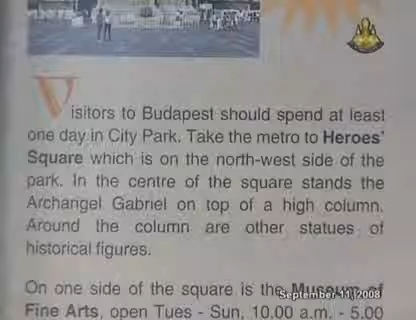 Visitors to Budapest should spend at least
one day in City Park. Take the metro to Heroes'
Square which is on the north-west side of the
park. In the centre of the square stands the
Archangel Gabriel on top of a high column.
Around the column are other statues of
historical figures.
On one side of the square is the Museum of
September 11, 2008
Fine Arts, open Tues - Sun, 10.00 a.m. - 5.00